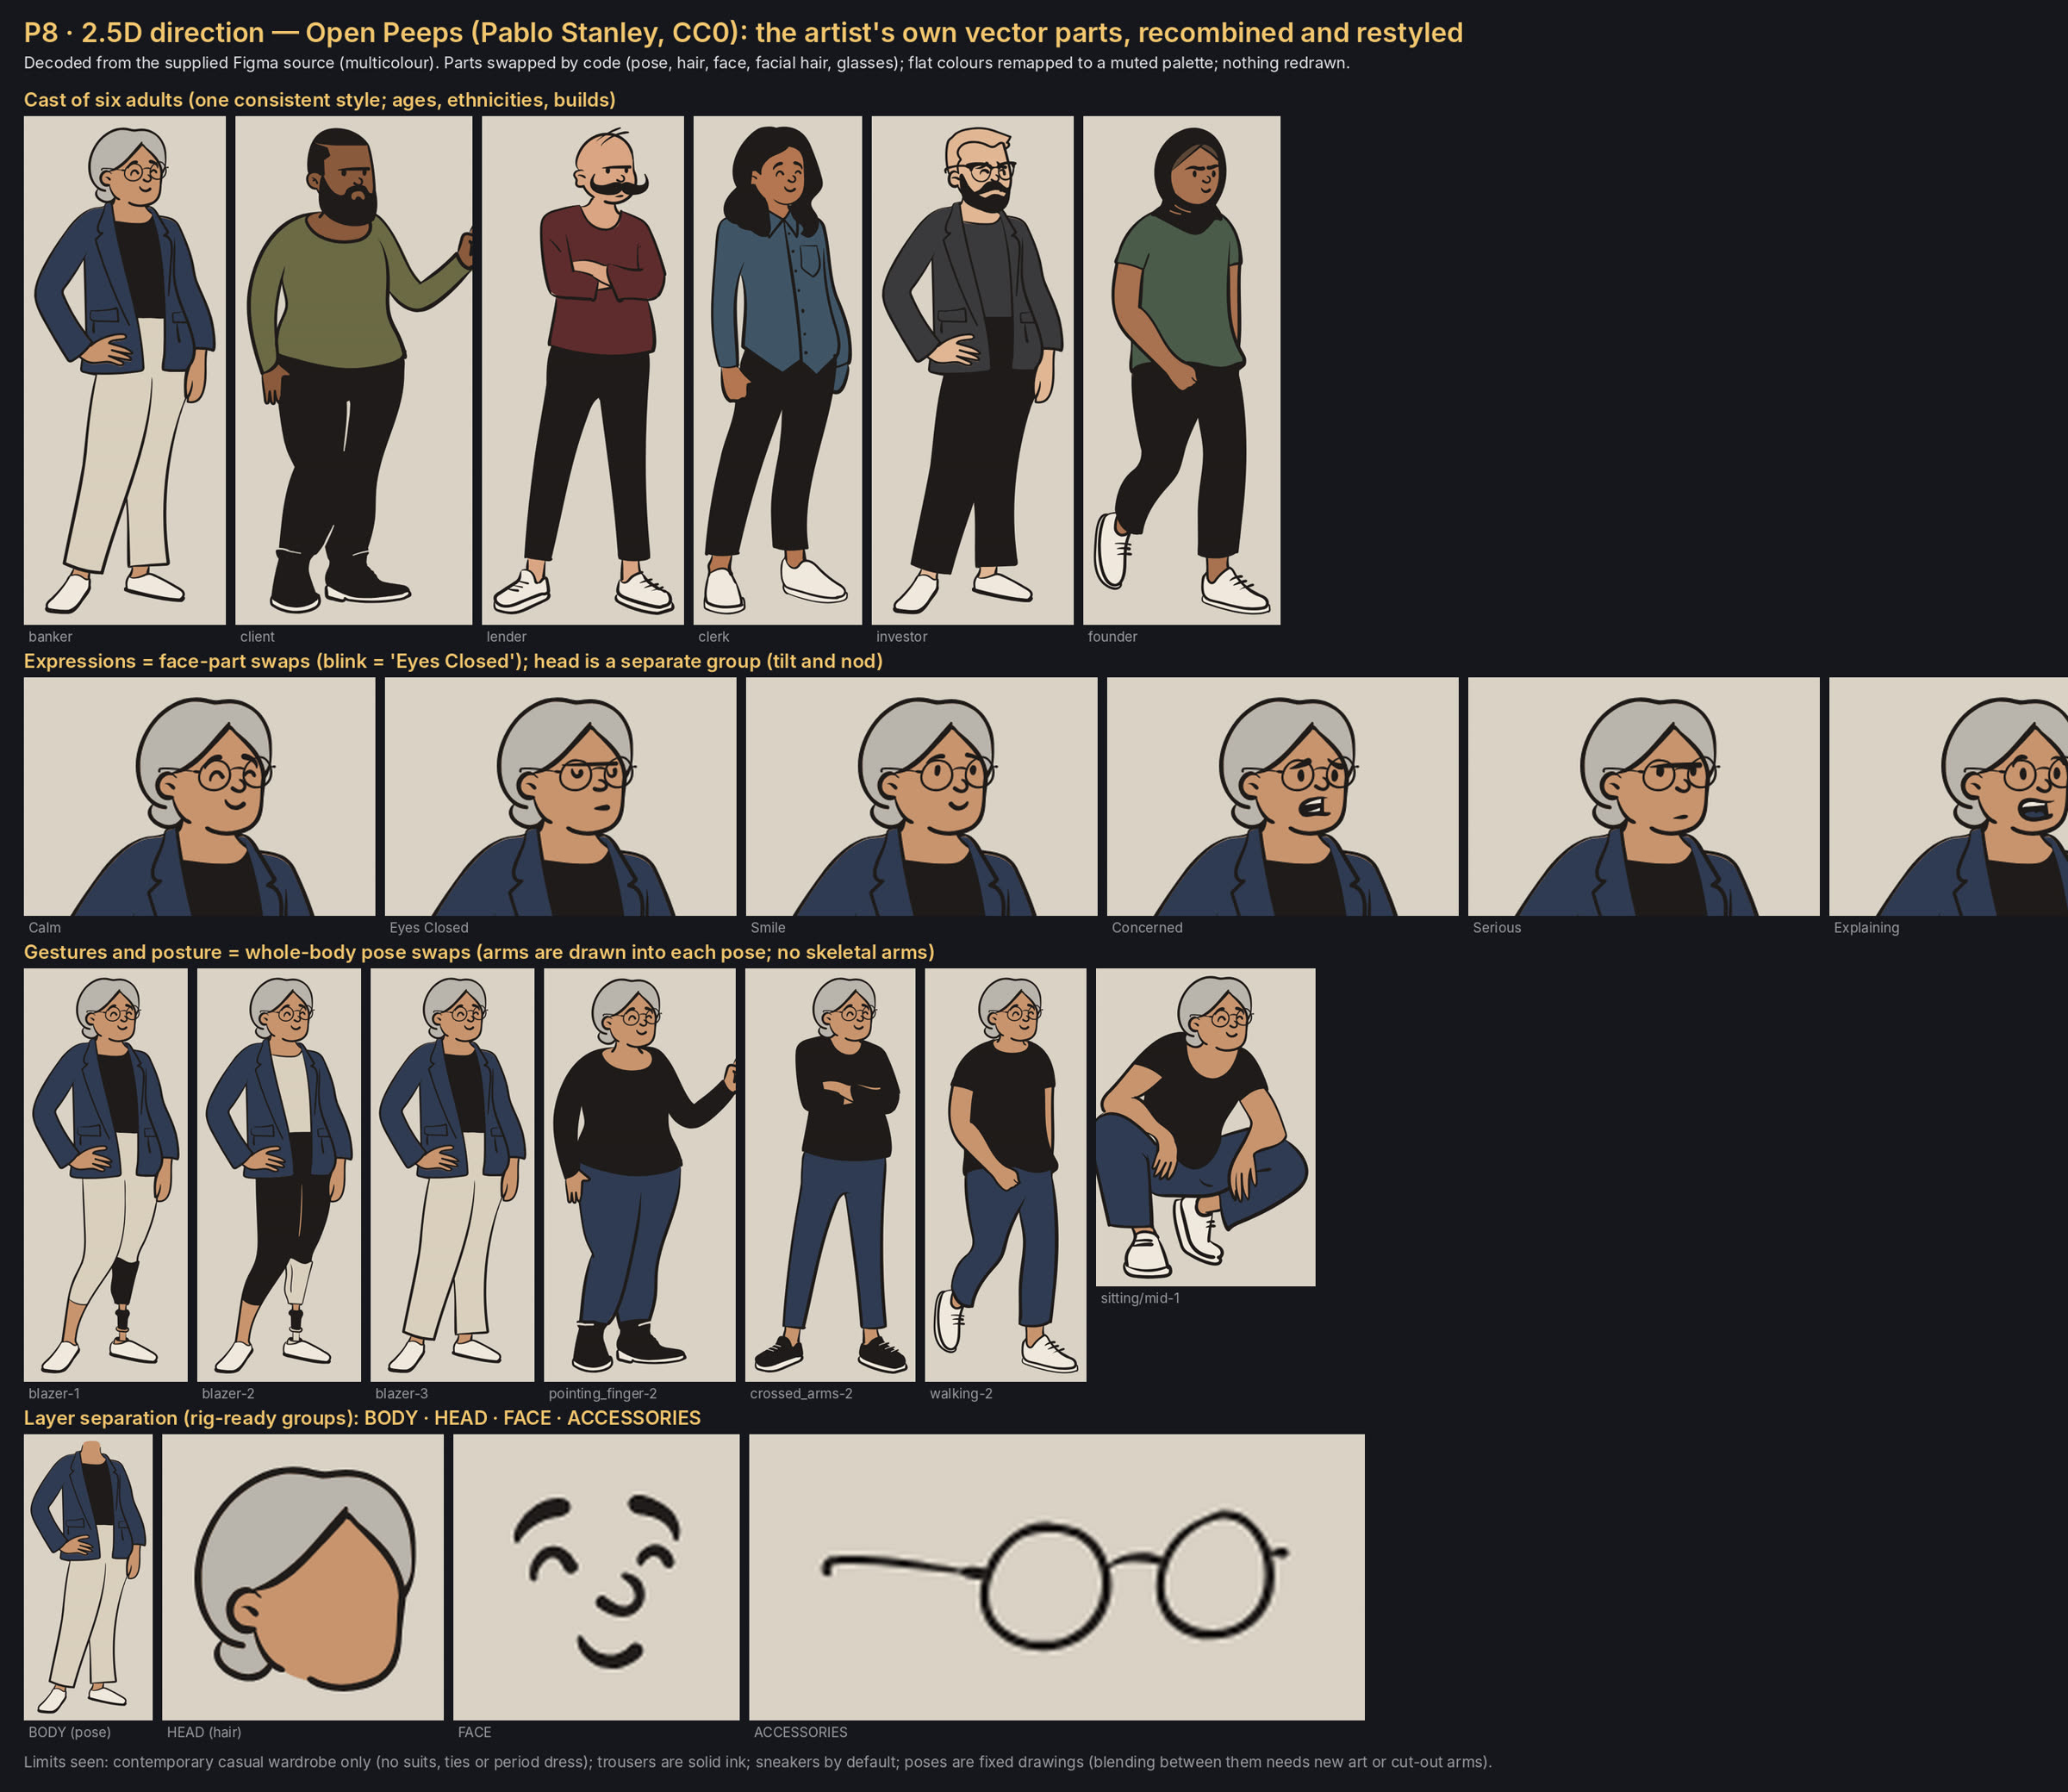 P8 · 2.5D direction — Open Peeps (Pablo Stanley, CC0): the artist's own vector parts, recombined and restyled
Decoded from the supplied Figma source (multicolour). Parts swapped by code (pose, hair, face, facial hair, glasses); flat colours remapped to a muted palette; nothing redrawn.
Cast of six adults (one consistent style; ages, ethnicities, builds)
banker
client
lender
clerk
investor
founder
Expressions = face-part swaps (blink = 'Eyes Closed'); head is a separate group (tilt and nod)
Calm
Eyes Closed
Smile
Concerned
Serious
Explaining
Gestures and posture = whole-body pose swaps (arms are drawn into each pose; no skeletal arms)
sitting/mid-1
blazer-1
blazer-2
blazer-3
pointing_finger-2
crossed_arms-2
walking-2
Layer separation (rig-ready groups): BODY · HEAD · FACE · ACCESSORIES
BODY (pose)
HEAD (hair)
FACE
ACCESSORIES
Limits seen: contemporary casual wardrobe only (no suits, ties or period dress); trousers are solid ink; sneakers by default; poses are fixed drawings (blending between them needs new art or cut-out arms).